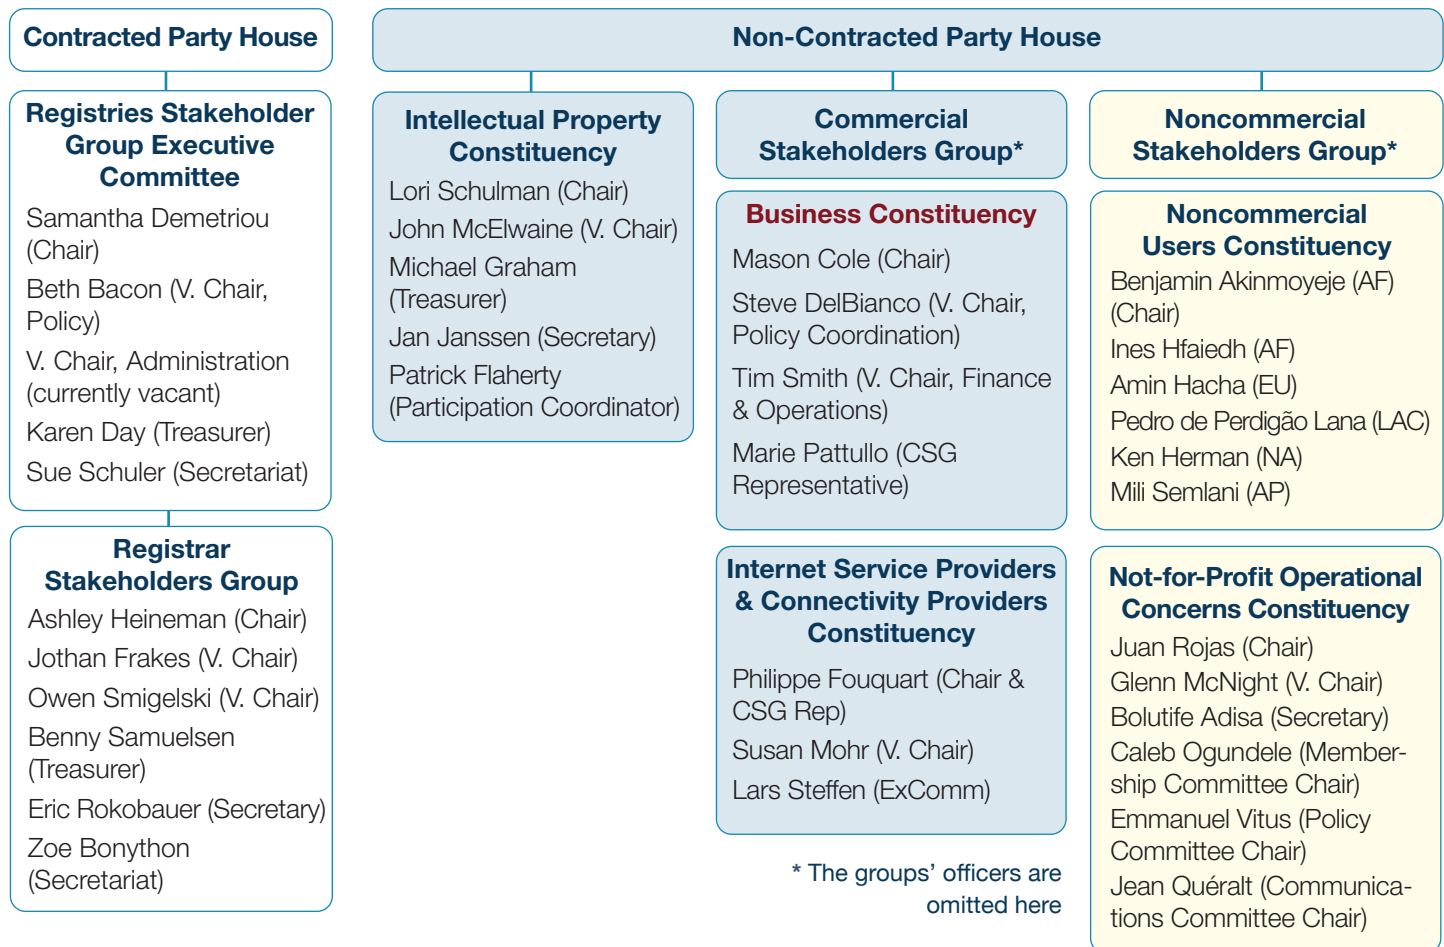 Contracted Party House
Registries Stakeholder
Group Executive
Committee
Samantha Demetriou
(Chair)
Beth Bacon (V. Chair,
Policy)
V. Chair, Administration
(currently vacant)
Karen Day (Treasurer)
Sue Schuler (Secretariat)
Registrar
Stakeholders Group
Ashley Heineman (Chair)
Jothan Frakes (V. Chair)
Owen Smigelski (V. Chair)
Benny Samuelsen
(Treasurer)
Eric Rokobauer (Secretary)
Zoe Bonython
(Secretariat)
Non-Contracted Party House
Intellectual Property
Constituency
Lori Schulman (Chair)
John McElwaine (V. Chair)
Michael Graham
(Treasurer)
Jan Janssen (Secretary)
Patrick Flaherty
(Participation Coordinator)
Commercial
Stakeholders Group*
Business Constituency
Mason Cole (Chair)
Steve DelBianco (V. Chair,
Policy Coordination)
Tim Smith (V. Chair, Finance
& Operations)
Marie Pattullo (CSG
Representative)
Internet Service Providers
& Connectivity Providers
Constituency
Philippe Fouquart (Chair &
CSG Rep)
Susan Mohr (V. Chair)
Lars Steffen (ExComm)
* The groups' officers are
omitted here
Noncommercial
Stakeholders Group*
Noncommercial
Users Constituency
Benjamin Akinmoyeje (AF)
(Chair)
Ines Hfaiedh (AF)
Amin Hacha (EU)
Pedro de Perdigão Lana (LAC)
Ken Herman (NA)
Mili Semlani (AP)
Not-for-Profit Operational
Concerns Constituency
Juan Rojas (Chair)
Glenn McNight (V. Chair)
Bolutife Adisa (Secretary)
Caleb Ogundele (Member-
ship Committee Chair)
Emmanuel Vitus (Policy
Committee Chair)
Jean Quéralt (Communica-
tions Committee Chair)